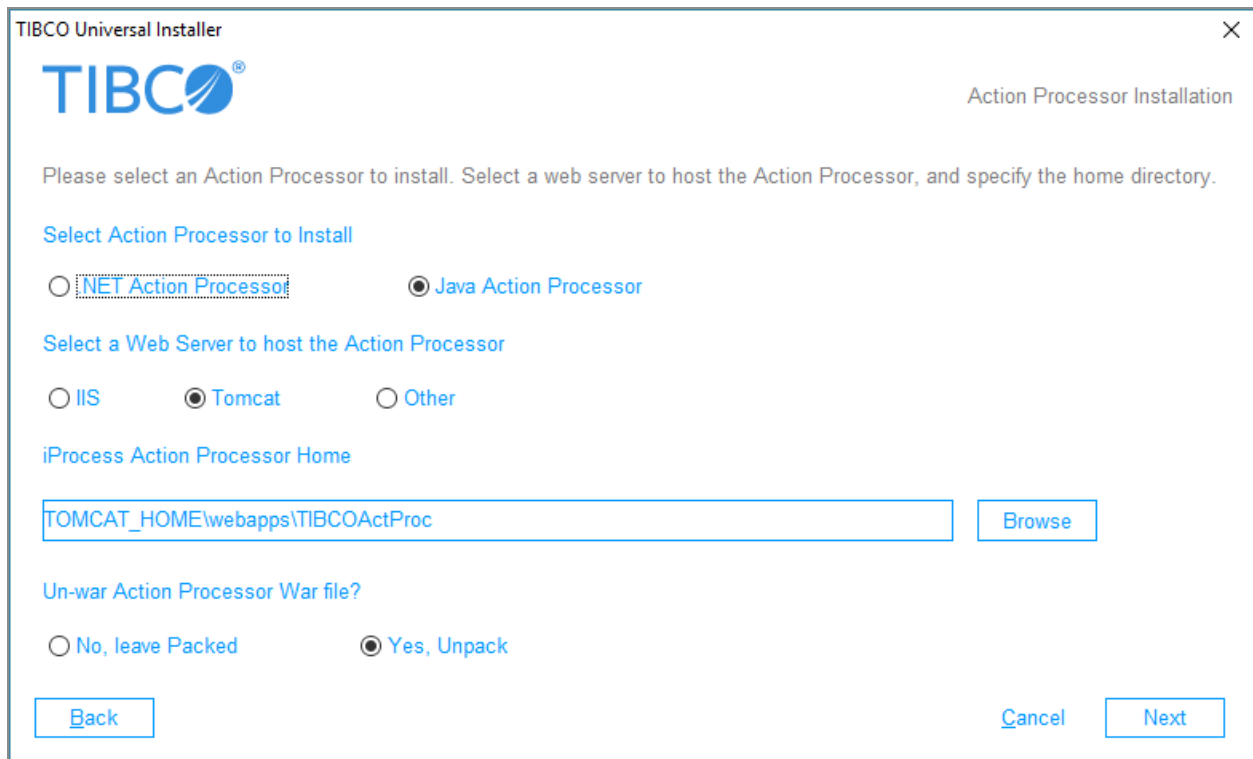 TIBCO Universal Installer
TIBCO®
Action Processor Installation
Please select an Action Processor to install. Select a web server to host the Action Processor, and specify the home directory.
Select Action Processor to Install
.NET Action Processor Java Action Processor
Select a Web Server to host the Action Processor
IIS Tomcat Other
iProcess Action Processor Home
TOMCAT_HOME\webapps\TIBCOActProc Browse
Un-war Action Processor War file?
No, leave Packed Yes, Unpack
Back Cancel Next